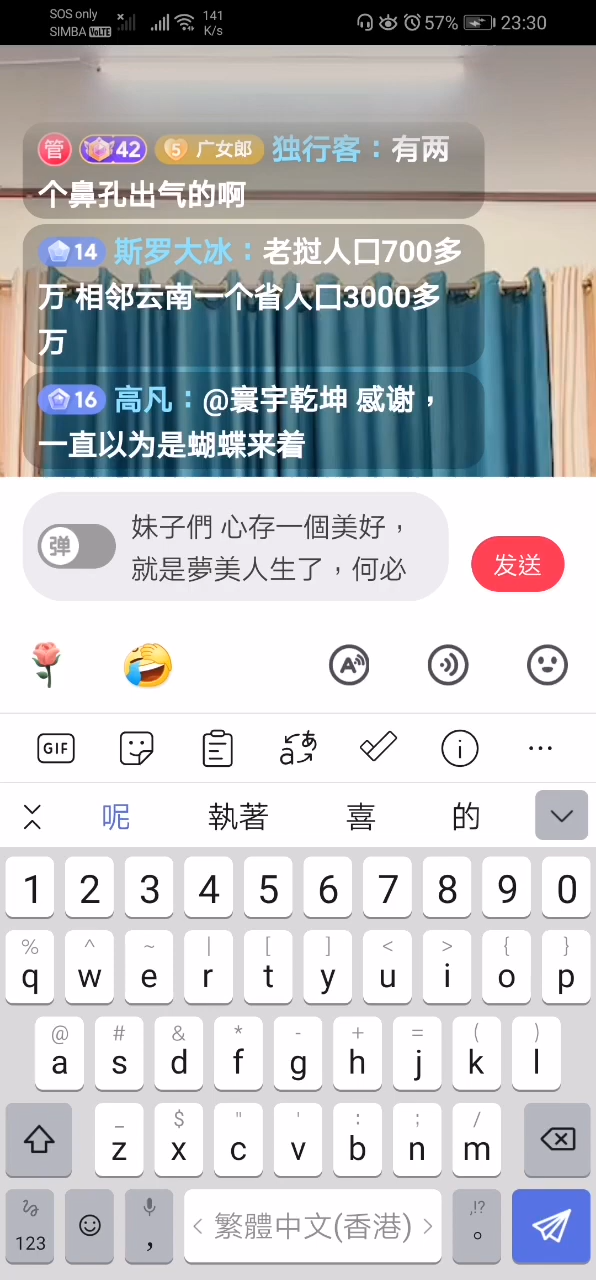 SOS only
SIMBA VoLTE
141
K/s
57%
23:30
管 42 5 广女郎 独行客：有两
个鼻孔出气的啊
14 斯罗大冰：老挝人口700多
万 相邻云南一个省人口3000多
万
16 高凡：@寰宇乾坤 感谢，
一直以为是蝴蝶来着
弹
妹子們 心存一個美好，
就是夢美人生了，何必
发送
A
GIF
aあ
i
...
呢 執著 喜 的
1 2 3 4 5 6 7 8 9 0
% ^ ~ | [ ] < > { }
q w e r t y u i o p
@ # & * - + = ( )
a s d f g h j k l
_ $ " ' : ; /
z x c v b n m
,!?
123 , < 繁體中文(香港) > 。